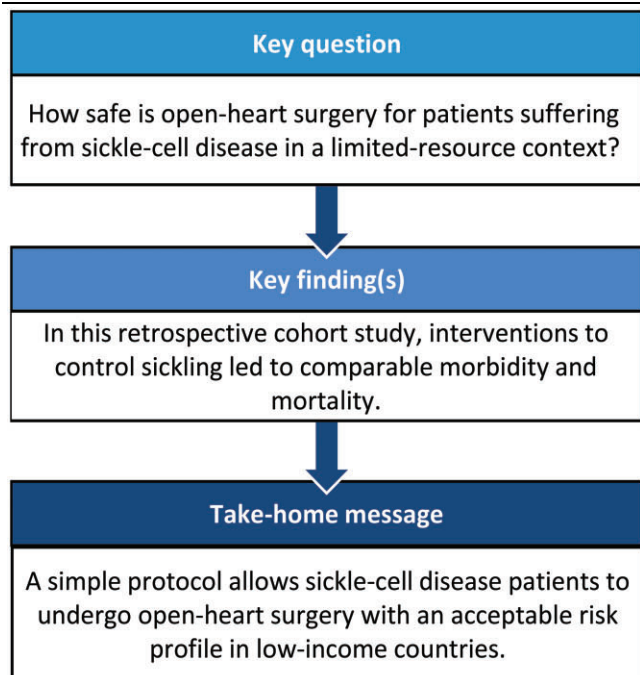 Key question
How safe is open-heart surgery for patients suffering
from sickle-cell disease in a limited-resource context?
Key finding(s)
In this retrospective cohort study, interventions to
control sickling led to comparable morbidity and
mortality.
Take-home message
A simple protocol allows sickle-cell disease patients to
undergo open-heart surgery with an acceptable risk
profile in low-income countries.